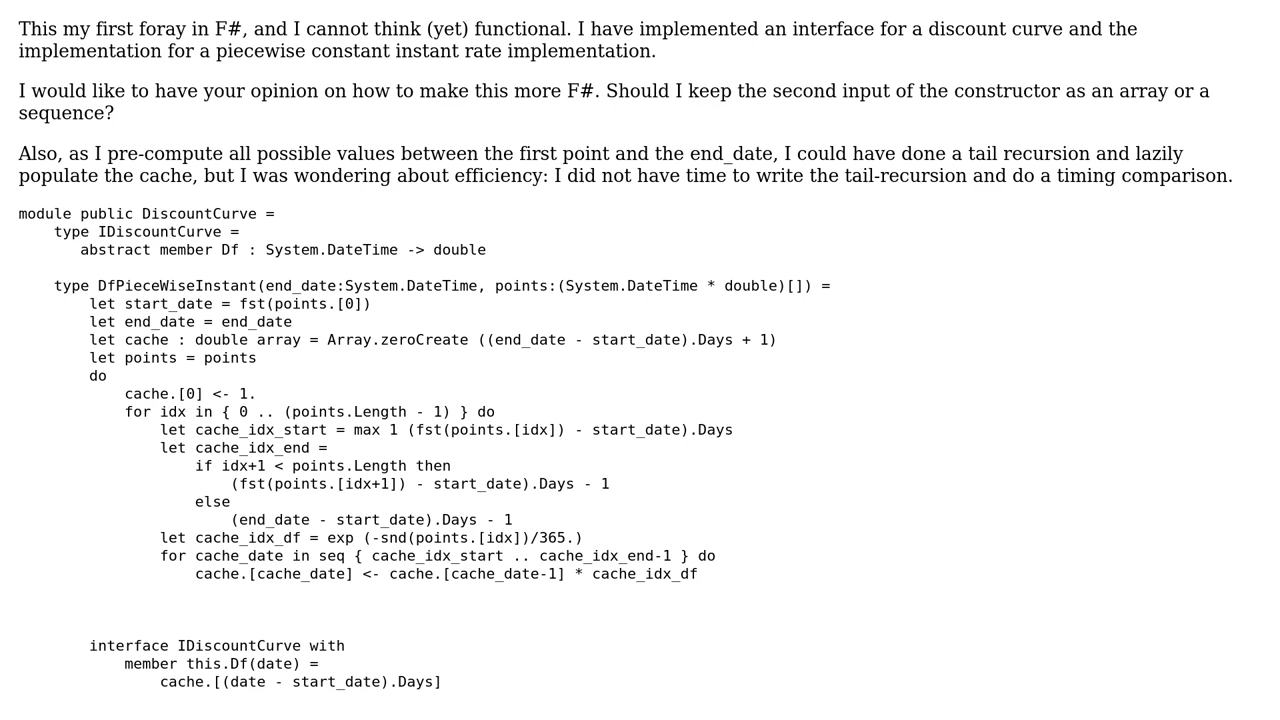 This my first foray in F#, and I cannot think (yet) functional. I have implemented an interface for a discount curve and the
implementation for a piecewise constant instant rate implementation.
I would like to have your opinion on how to make this more F#. Should I keep the second input of the constructor as an array or a
sequence?
Also, as I pre-compute all possible values between the first point and the end_date, I could have done a tail recursion and lazily
populate the cache, but I was wondering about efficiency: I did not have time to write the tail-recursion and do a timing comparison.
module public DiscountCurve =
    type IDiscountCurve =
       abstract member Df : System.DateTime -> double
    type DfPieceWiseInstant(end_date:System.DateTime, points:(System.DateTime * double)[]) =
        let start_date = fst(points.[0])
        let end_date = end_date
        let cache : double array = Array.zeroCreate ((end_date - start_date).Days + 1)
        let points = points
        do
            cache.[0] <- 1.
            for idx in { 0 .. (points.Length - 1) } do
                let cache_idx_start = max 1 (fst(points.[idx]) - start_date).Days
                let cache_idx_end =
                    if idx+1 < points.Length then
                        (fst(points.[idx+1]) - start_date).Days - 1
                    else
                        (end_date - start_date).Days - 1
                let cache_idx_df = exp (-snd(points.[idx])/365.)
                for cache_date in seq { cache_idx_start .. cache_idx_end-1 } do
                    cache.[cache_date] <- cache.[cache_date-1] * cache_idx_df
        interface IDiscountCurve with
            member this.Df(date) =
                cache.[(date - start_date).Days]